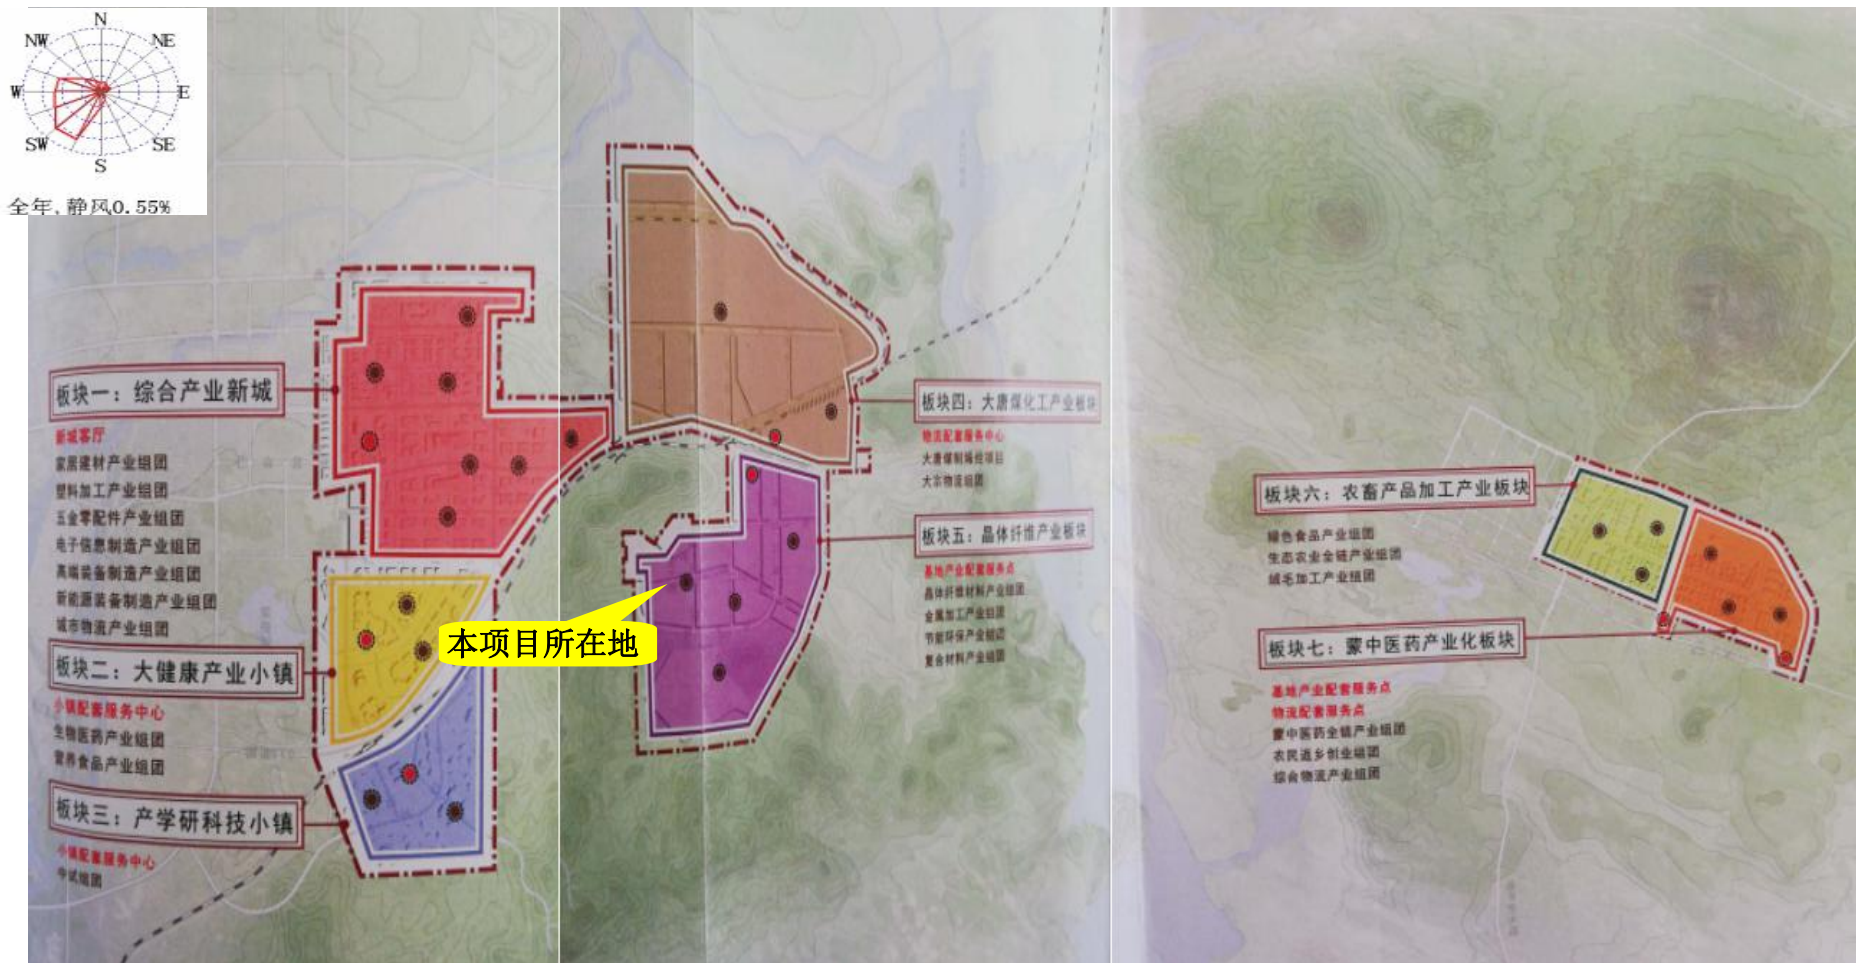 N
NW
NE
W
E
SW
SE
S
全年,静风0.55%
板块一：综合产业新城
新城客厅
家居建材产业组团
塑料加工产业组团
五金零配件产业组团
电子信息制造产业组团
高端装备制造产业组团
新能源装备制造产业组团
城市物流产业组团
板块二：大健康产业小镇
小镇配套服务中心
生物医药产业组团
营养食品产业组团
板块三：产学研科技小镇
小镇配套服务中心
中试组团
本项目所在地
板块四：大唐煤化工产业板块
物流配套服务中心
大唐煤制烯烃项目
大宗物流组团
板块五：晶体纤维产业板块
基地产业配套服务点
晶体纤维材料产业组团
金属加工产业组团
节能环保产业组团
复合材料产业组团
板块六：农畜产品加工产业板块
绿色食品产业组团
生态农业全链产业组团
绒毛加工产业组团
板块七：蒙中医药产业化板块
基地产业配套服务点
物流配套服务点
蒙中医药全链产业组团
农民返乡创业组团
综合物流产业组团